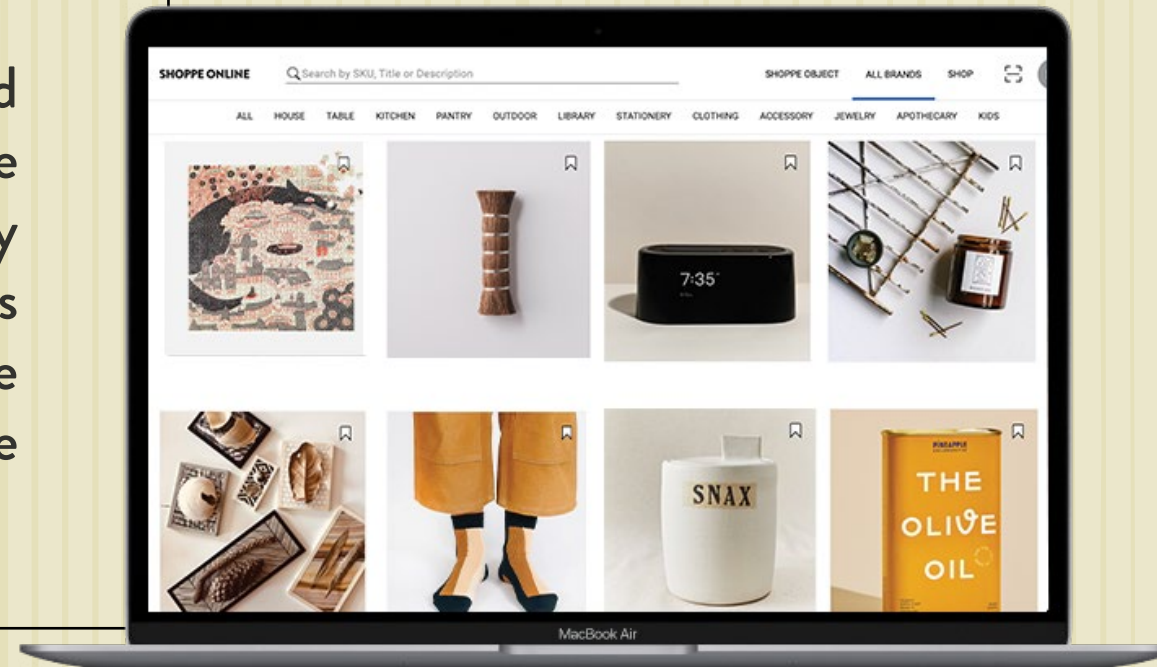 d
e
y
s
e
e
SHOPPE ONLINE
Search by SKU, Title or Description
SHOPPE OBJECT ALL BRANDS SHOP
ALL HOUSE TABLE KITCHEN PANTRY OUTDOOR LIBRARY STATIONERY CLOTHING ACCESSORY JEWELRY APOTHECARY KIDS
7:35
SNAX
PINEAPPLE
THE
OLIVE
OIL
MacBook Air